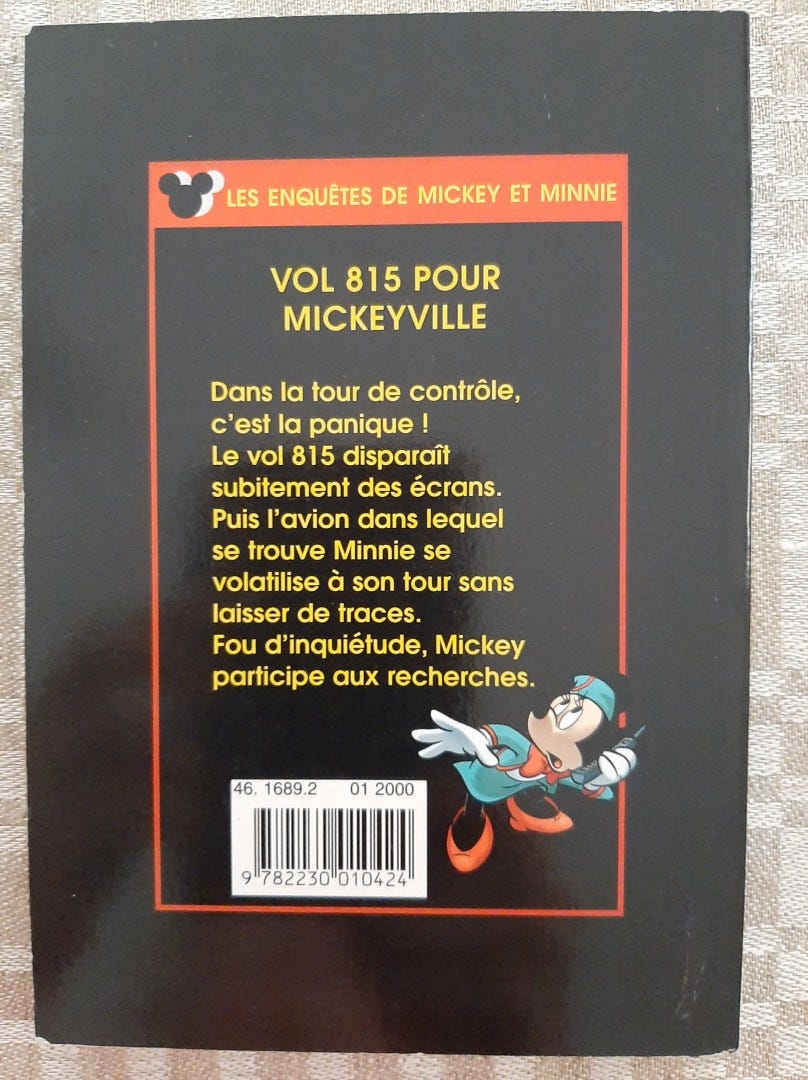 LES ENQUÊTES DE MICKEY ET MINNIE
VOL 815 POUR
MICKEYVILLE
Dans la tour de contrôle,
c'est la panique !
Le vol 815 disparaît
subitement des écrans.
Puis l'avion dans lequel
se trouve Minnie se
volatilise à son tour sans
laisser de traces.
Fou d'inquiétude, Mickey
participe aux recherches.
46. 1689.2 01 2000
9 782230 010424